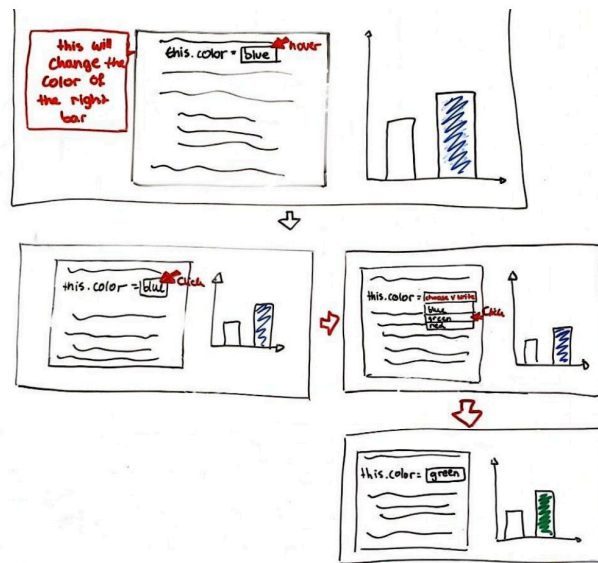 this will
change the
color of
the right
bar
this.color = blue
hover
this.color = blue
click
this.color = choose v write
blue
green
red
click
this.color= green